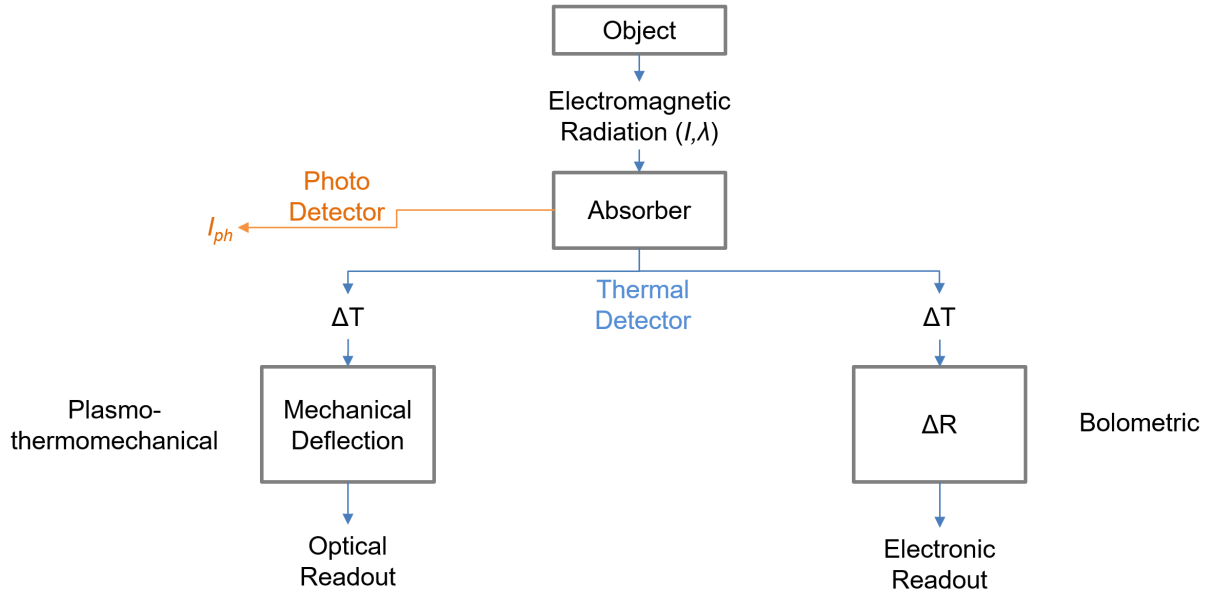 Object
Electromagnetic
Radiation (I,λ)
Photo
Detector
I_ph
Absorber
Thermal
Detector
ΔT
ΔT
Plasmo-
thermomechanical
Mechanical
Deflection
ΔR
Bolometric
Optical
Readout
Electronic
Readout